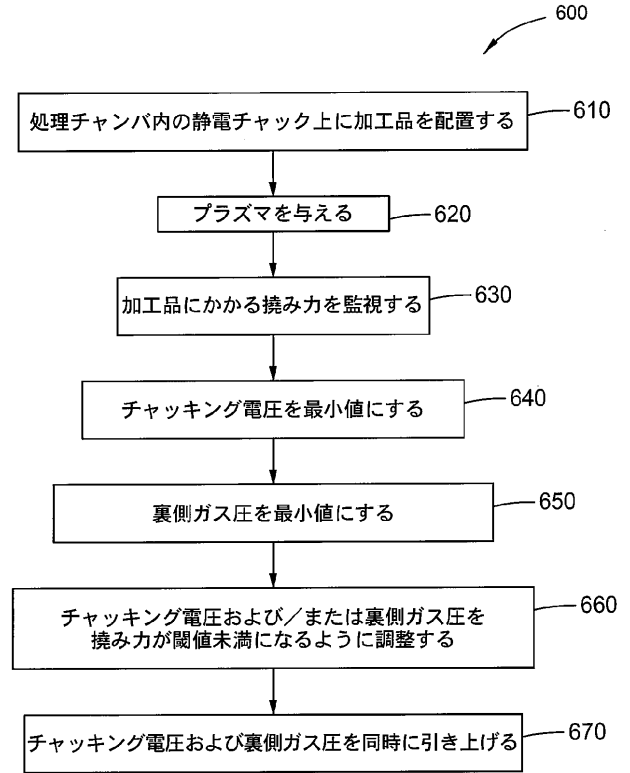 600
処理チャンバ内の静電チャック上に加工品を配置する
610
プラズマを与える
620
加工品にかかる撓み力を監視する
630
チャッキング電圧を最小値にする
640
裏側ガス圧を最小値にする
650
チャッキング電圧および／または裏側ガス圧を
撓み力が閾値未満になるように調整する
660
チャッキング電圧および裏側ガス圧を同時に引き上げる
670